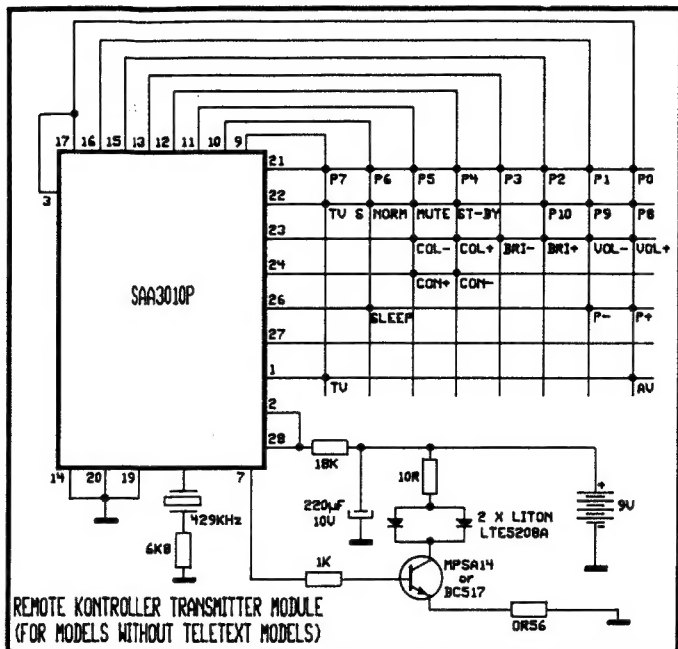 17 16 15 13 12 11 10 9
3
21
P7 P6 P5 P4 P3 P2 P1 P0
22
TV S NORM MUTE ST-BY P10 P9 P8
23
COL- COL+ BRI- BRI+ VOL- VOL+
24
CON+ CON-
SAA3010P
26
SLEEP P- P+
27
1
TV AV
2
28
18K
14 20 19 7
10R
429KHz
220µF
10V
2 X LITON
LTE5208A
9V
6K8
1K
MPSA14
or
BC517
0R56
REMOTE KONTROLLER TRANSMITTER MODULE
(FOR MODELS WITHOUT TELETEXT MODELS)